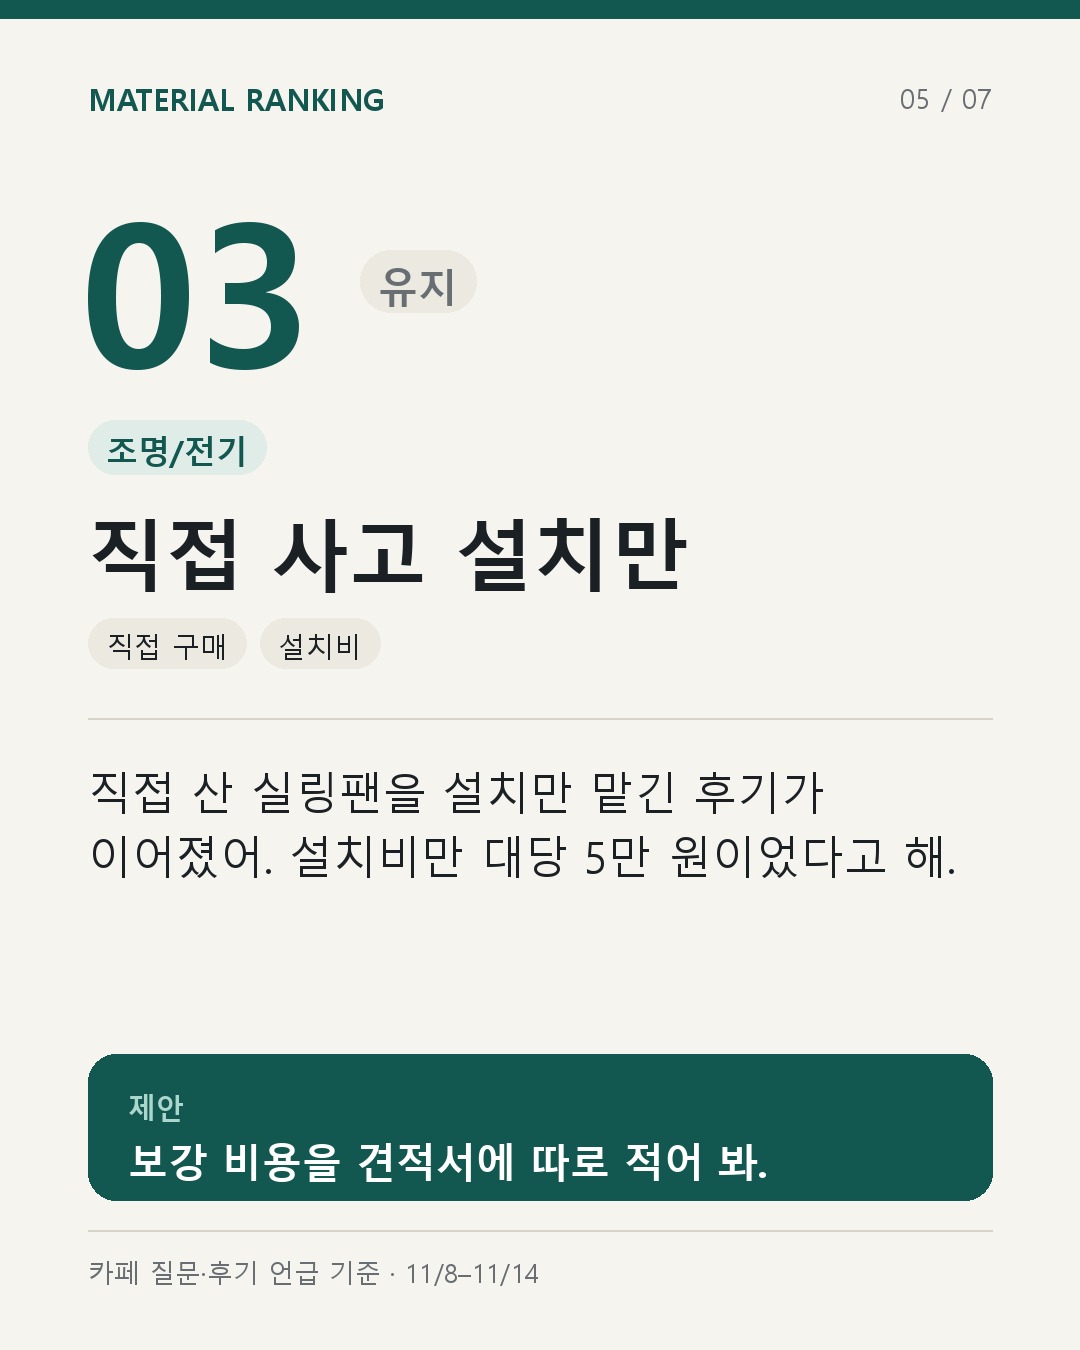 MATERIAL RANKING
05 / 07
03
유지
조명/전기
직접 사고 설치만
직접 구매
설치비
직접 산 실링팬을 설치만 맡긴 후기가
이어졌어. 설치비만 대당 5만 원이었다고 해.
제안
보강 비용을 견적서에 따로 적어 봐.
카페 질문·후기 언급 기준 · 11/8–11/14